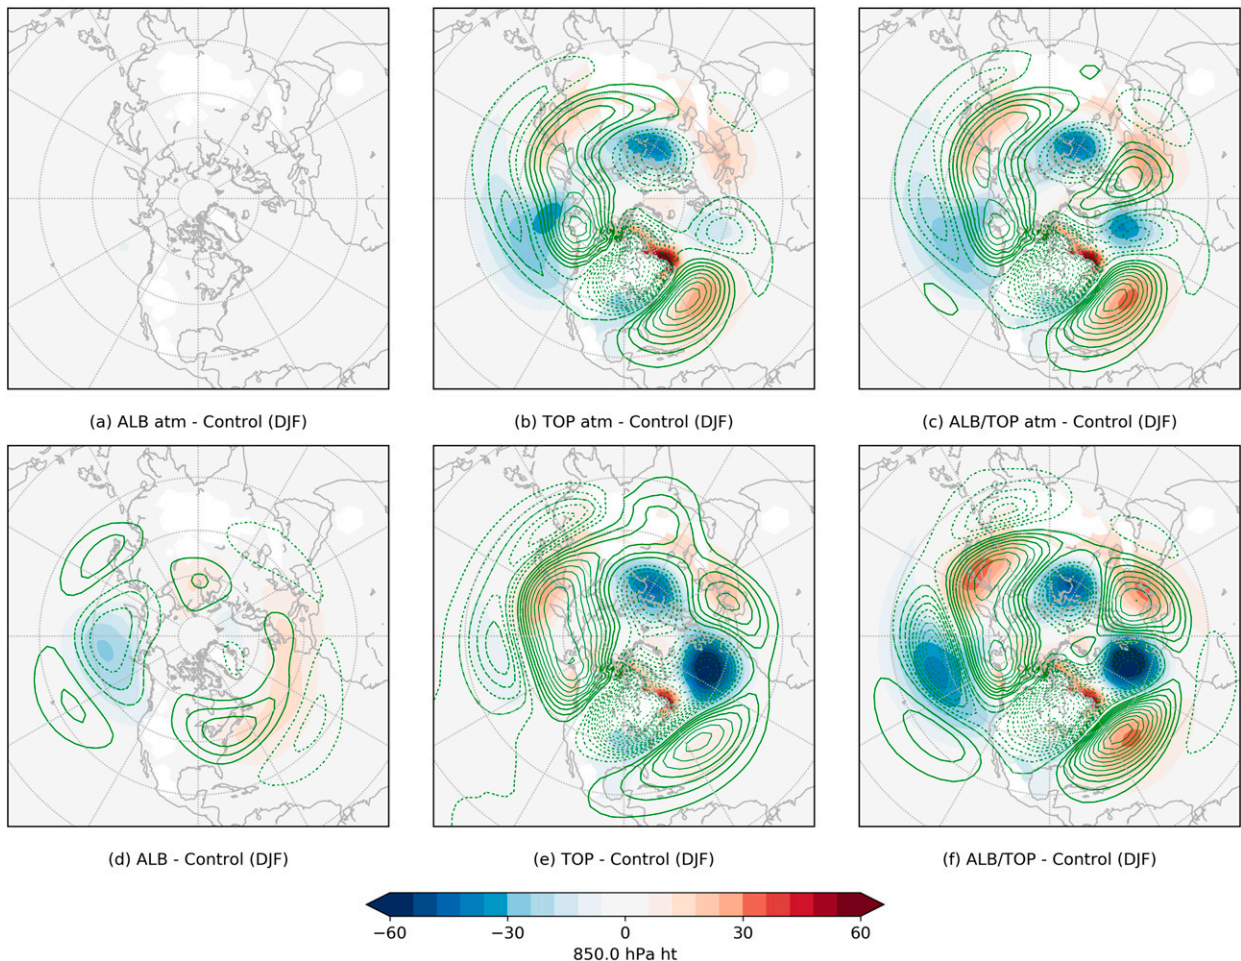 (a) ALB atm - Control (DJF)
(b) TOP atm - Control (DJF)
(c) ALB/TOP atm - Control (DJF)
(d) ALB - Control (DJF)
(e) TOP - Control (DJF)
(f) ALB/TOP - Control (DJF)
−60 −30 0 30 60
850.0 hPa ht